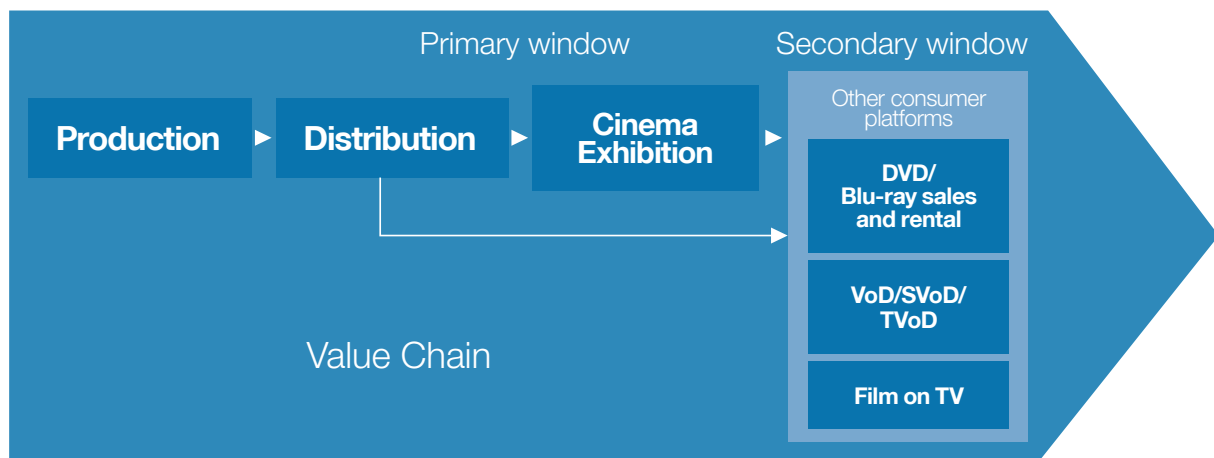 Primary window
Secondary window
Production
Distribution
Cinema
Exhibition
Other consumer
platforms
DVD/
Blu-ray sales
and rental
VoD/SVoD/
TVoD
Film on TV
Value Chain